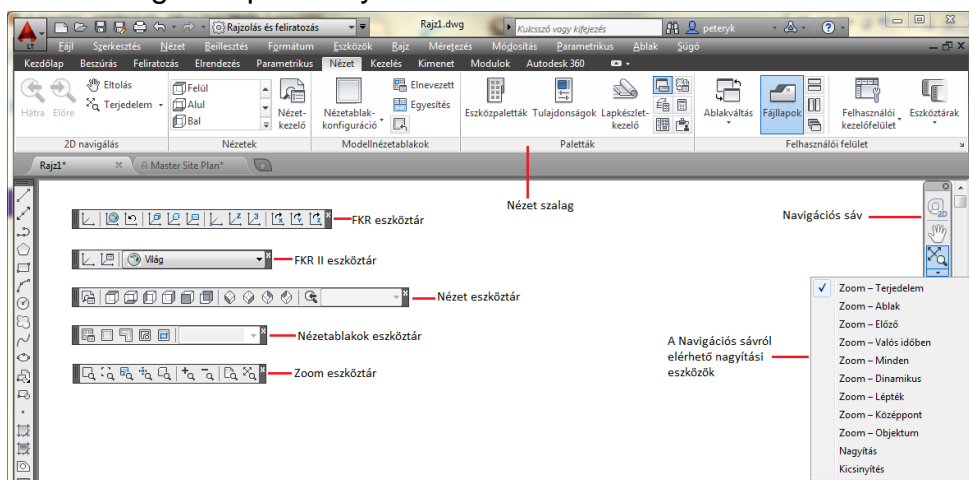 Rajzolás és feliratozás
Rajz1.dwg
Kulcsszó vagy kifejezés
peteryk
LT
Fájl Szerkesztés Nézet Beillesztés Formátum Eszközök Rajz Méretezés Módosítás Parametrikus Ablak Súgó
Kezdőlap Beszúrás Feliratozás Elrendezés Parametrikus Nézet Kezelés Kimenet Modulok Autodesk 360
Hátra Előre
Eltolás
Terjedelem
2D navigálás
Felül
Alul
Bal
Nézet-
kezelő
Nézetek
Nézetablak-
konfiguráció
Elnevezett
Egyesítés
Modellnézetablakok
Eszközpaletták Tulajdonságok Lapkészlet-
kezelő
Paletták
Ablakváltás Fájllapok Felhasználói
kezelőfelület
Eszköztárak
Felhasználói felület
Rajz1* Master Site Plan*
Nézet szalag
Navigációs sáv
FKR eszköztár
Világ
FKR II eszköztár
Nézet eszköztár
Nézetablakok eszköztár
Zoom eszköztár
A Navigációs sávról
elérhető nagyítási
eszközök
2D
Zoom – Terjedelem
Zoom – Ablak
Zoom – Előző
Zoom – Valós időben
Zoom – Minden
Zoom – Dinamikus
Zoom – Lépték
Zoom – Középpont
Zoom – Objektum
Nagyítás
Kicsinyítés